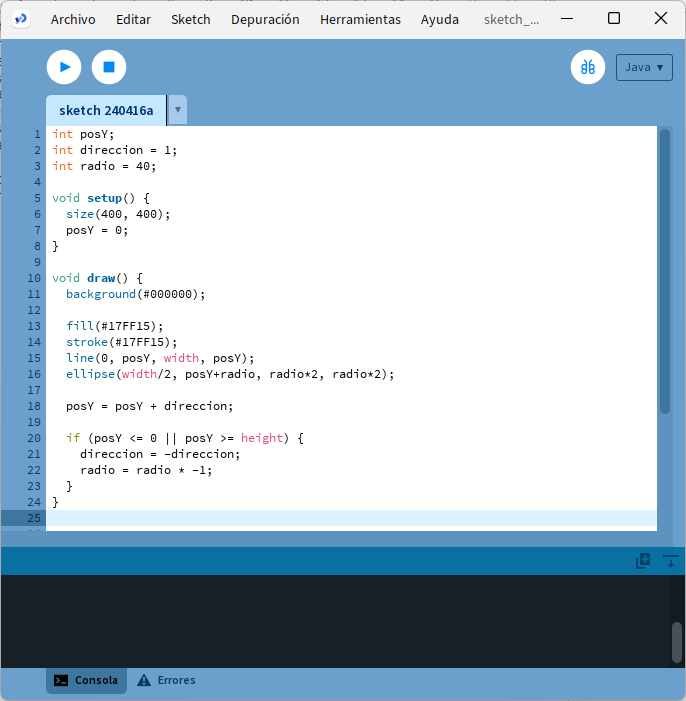 Archivo Editar Sketch Depuración Herramientas Ayuda sketch_...
Java ▾
sketch 240416a ▾
1 int posY;
2 int direccion = 1;
3 int radio = 40;
4
5 void setup() {
6   size(400, 400);
7   posY = 0;
8 }
9
10 void draw() {
11   background(#000000);
12
13   fill(#17FF15);
14   stroke(#17FF15);
15   line(0, posY, width, posY);
16   ellipse(width/2, posY+radio, radio*2, radio*2);
17
18   posY = posY + direccion;
19
20   if (posY <= 0 || posY >= height) {
21     direccion = -direccion;
22     radio = radio * -1;
23   }
24 }
25
Consola Errores